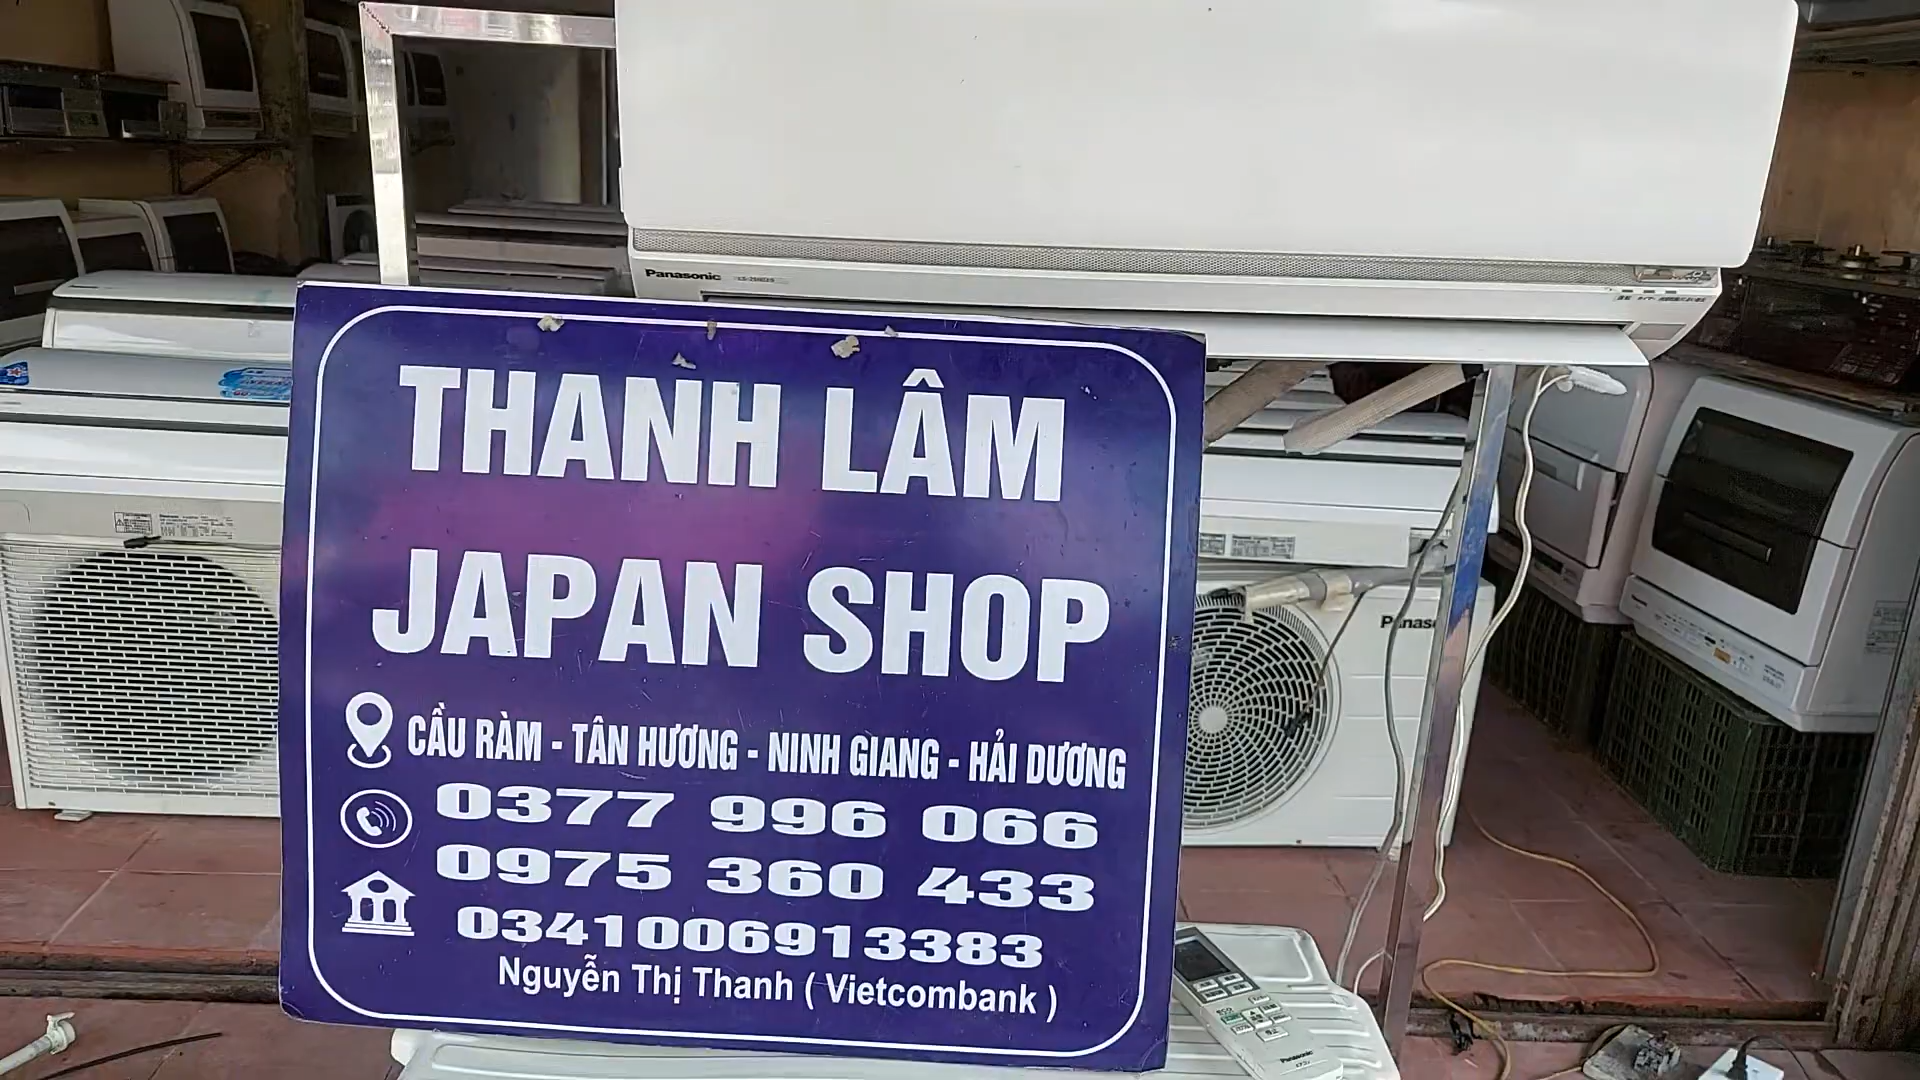 Panasonic
THANH LÂM
JAPAN SHOP
CẦU RÀM - TÂN HƯƠNG - NINH GIANG - HẢI DƯƠNG
0377 996 066
0975 360 433
0341006913383
Nguyễn Thị Thanh ( Vietcombank )
Panas
Panasonic